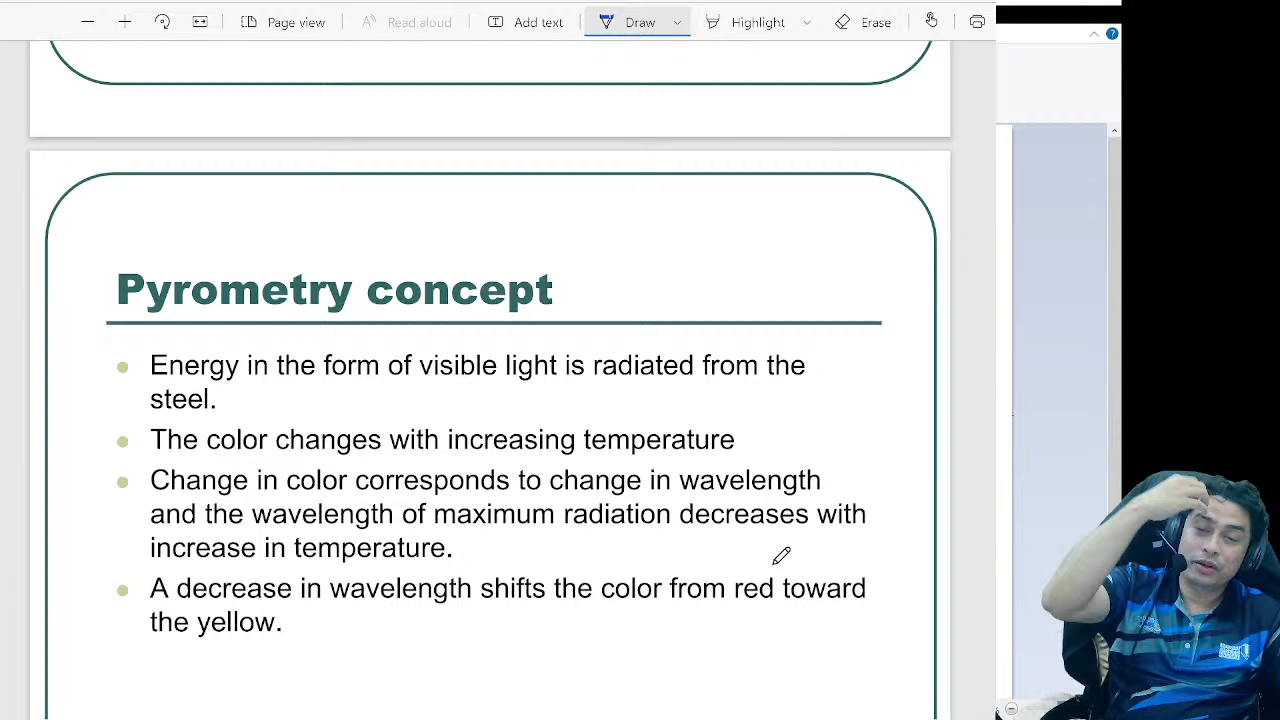 Page view
Read aloud
Add text
Draw
Highlight
Erase
Pyrometry concept
Energy in the form of visible light is radiated from the
steel.
The color changes with increasing temperature
Change in color corresponds to change in wavelength
and the wavelength of maximum radiation decreases with
increase in temperature.
A decrease in wavelength shifts the color from red toward
the yellow.